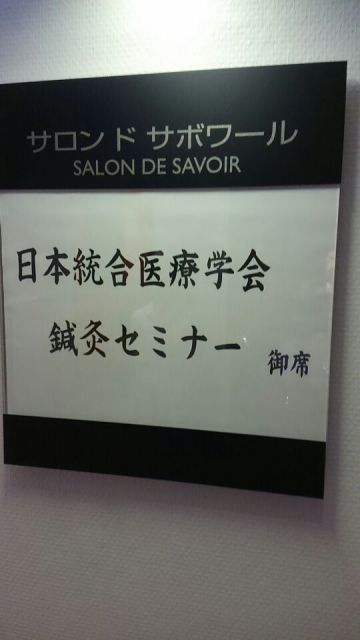 サロン ド サボワール
SALON DE SAVOIR
日本統合医療学会
鍼灸セミナー 御席